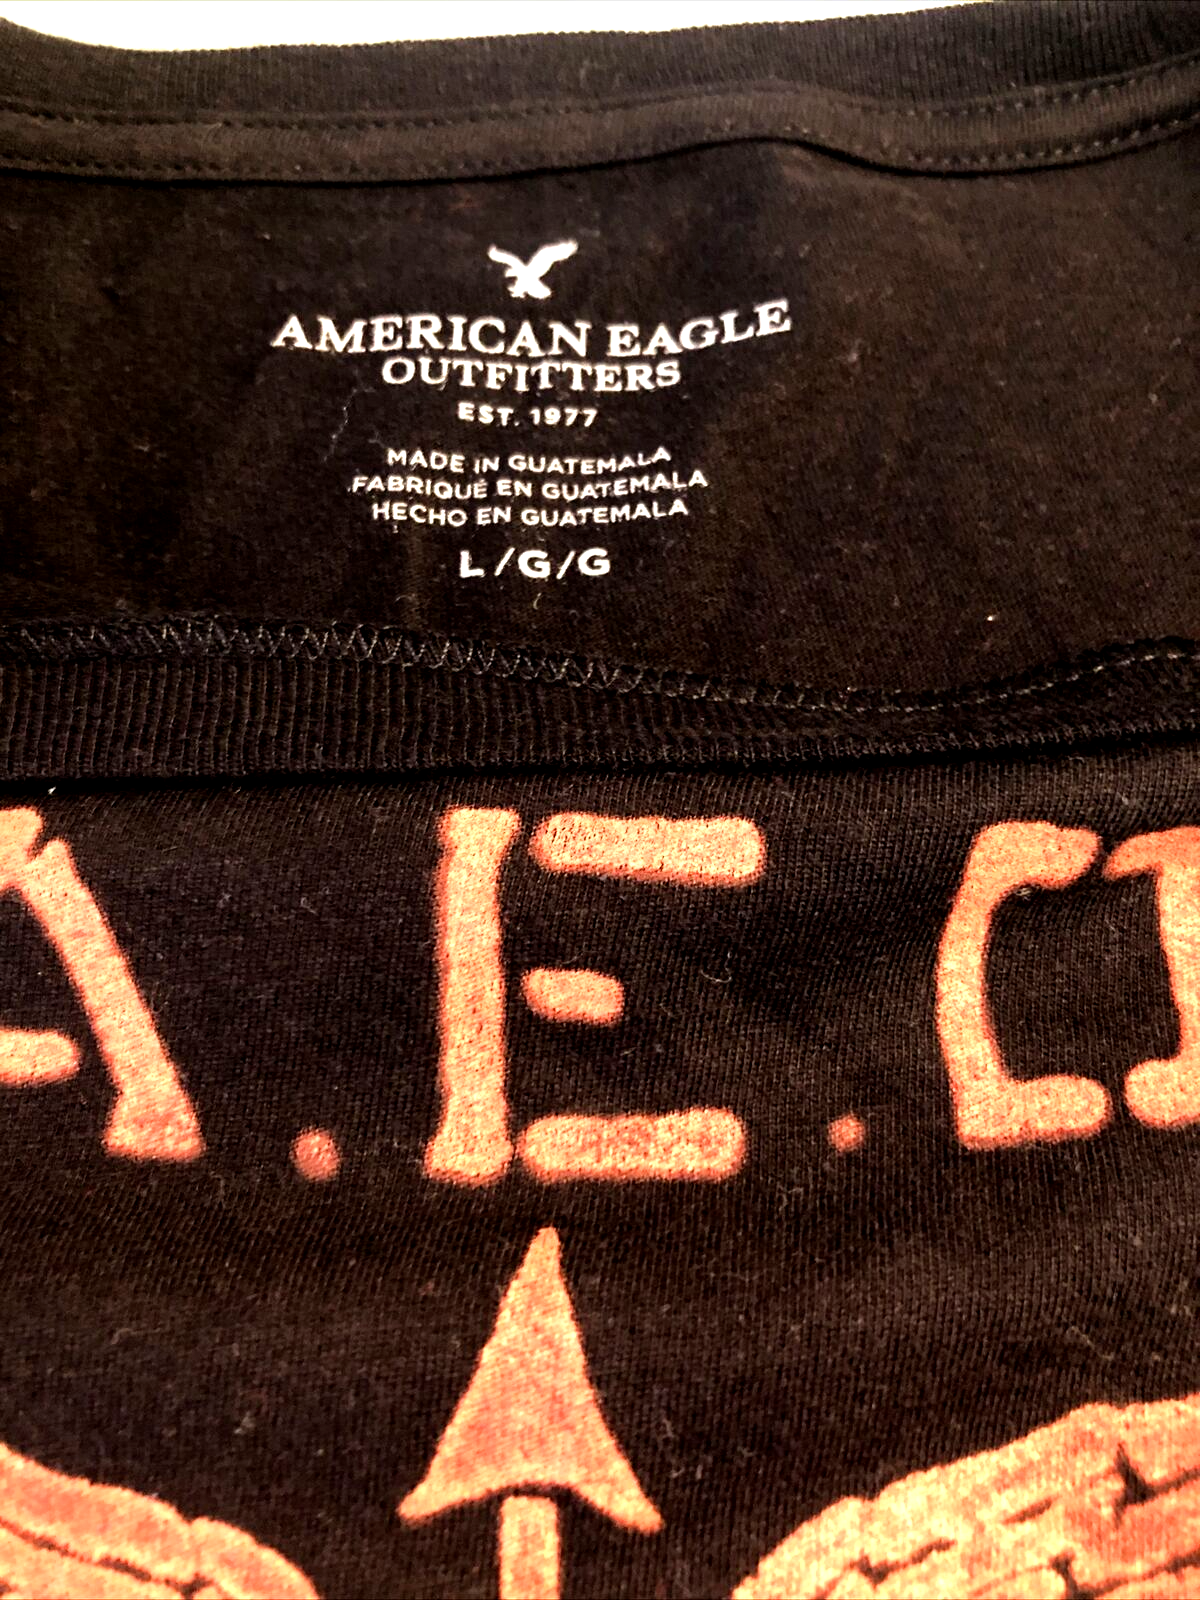 AMERICAN EAGLE
OUTFITTERS
EST. 1977
MADE IN GUATEMALA
FABRIQUÉ EN GUATEMALA
HECHO EN GUATEMALA
L/G/G
A.E.O